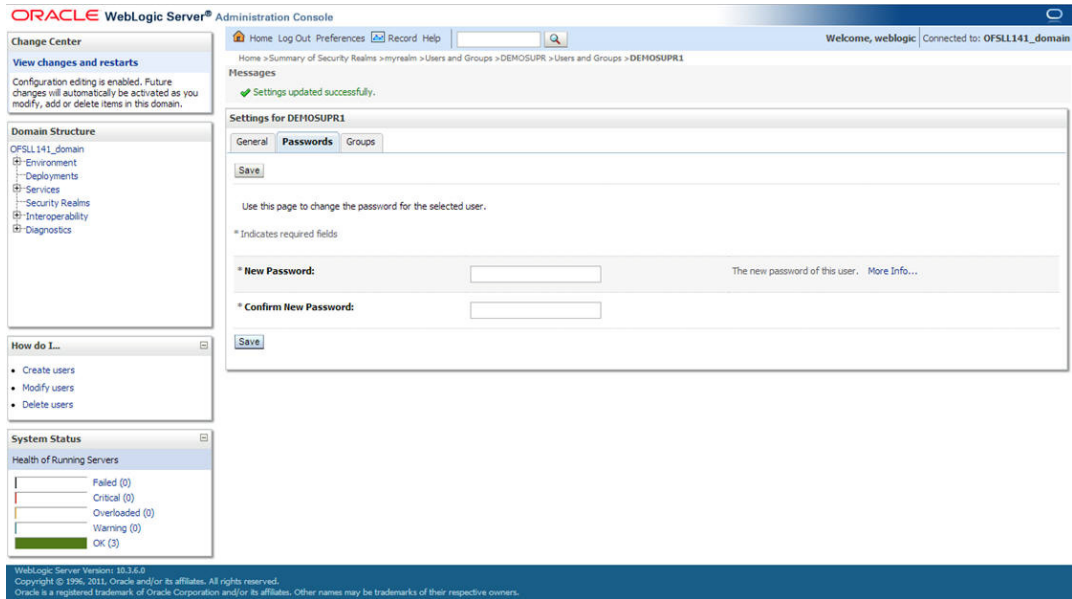 ORACLE WebLogic Server® Administration Console
Change Center
View changes and restarts
Configuration editing is enabled. Future
changes will automatically be activated as you
modify, add or delete items in this domain.
Domain Structure
OFSLL141_domain
Environment
Deployments
Services
Security Realms
Interoperability
Diagnostics
How do I...
Create users
Modify users
Delete users
System Status
Health of Running Servers
Failed (0)
Critical (0)
Overloaded (0)
Warning (0)
OK (3)
Home Log Out Preferences Record Help
Welcome, weblogic Connected to: OFSLL141_domain
Home >Summary of Security Realms >myrealm >Users and Groups >DEMOSUPR >Users and Groups >DEMOSUPR1
Messages
Settings updated successfully.
Settings for DEMOSUPR1
General Passwords Groups
Save
Use this page to change the password for the selected user.
* Indicates required fields
* New Password: The new password of this user. More Info...
* Confirm New Password:
Save
WebLogic Server Version: 10.3.6.0
Copyright © 1996, 2011, Oracle and/or its affiliates. All rights reserved.
Oracle is a registered trademark of Oracle Corporation and/or its affiliates. Other names may be trademarks of their respective owners.